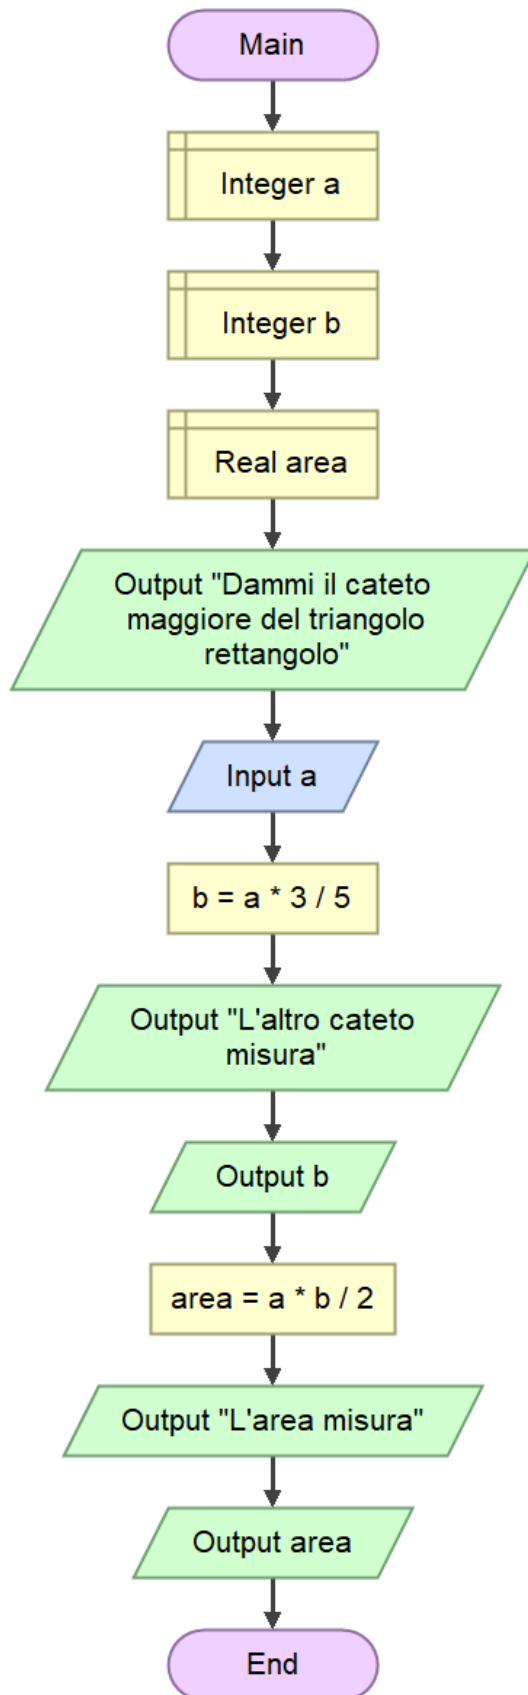 Main
Integer a
Integer b
Real area
Output "Dammi il cateto
maggiore del triangolo
rettangolo"
Input a
b = a * 3 / 5
Output "L'altro cateto
misura"
Output b
area = a * b / 2
Output "L'area misura"
Output area
End